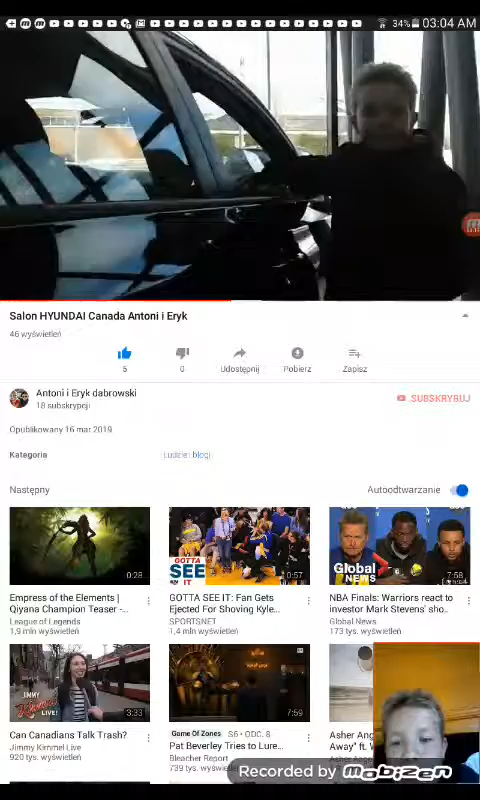 34% 03:04 AM
Salon HYUNDAI Canada Antoni i Eryk
46 wyświetleń
5
0
Udostępnij
Pobierz
Zapisz
Antoni i Eryk dabrowski
18 subskrypcji
SUBSKRYBUJ
Opublikowany 16 mar 2019
Kategoria
Ludzie i blogi
Następny
Autoodtwarzanie
0:28
GOTTA
SEE
IT
0:57
Global
NEWS
7:58
Empress of the Elements |
Qiyana Champion Teaser -...
League of Legends
1,9 mln wyświetleń
GOTTA SEE IT: Fan Gets
Ejected For Shoving Kyle...
SPORTSNET
1,4 mln wyświetleń
NBA Finals: Warriors react to
investor Mark Stevens' sho..
Global News
173 tys. wyświetleń
JIMMY
KIMMEL
LIVE!
3:33
7:59
Can Canadians Talk Trash?
Jimmy Kimmel Live
920 tys. wyświetleń
Game Of Zones S6 • ODC. 8
Pat Beverley Tries to Lure...
Bleacher Report
739 tys. wyświetleń
Asher Ang
Away" ft. W
Asher Ange
Recorded by Mobizen